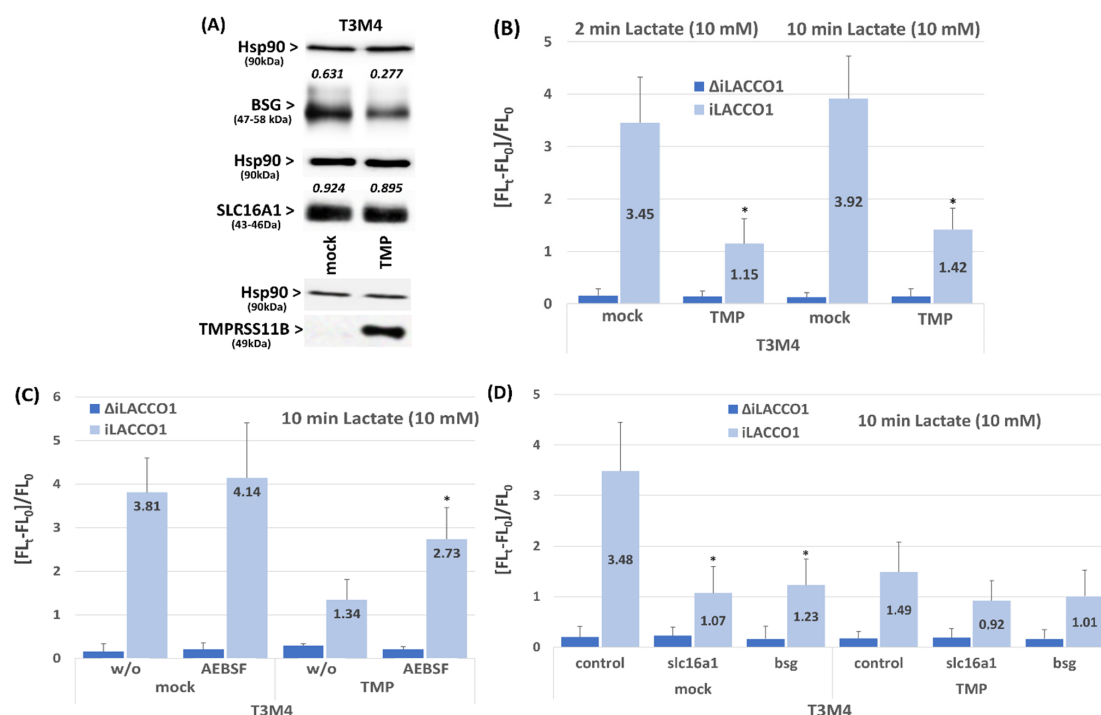 (A)
T3M4
Hsp90 >
(90kDa)
0.631 0.277
BSG >
(47-58 kDa)
Hsp90 >
(90kDa)
0.924 0.895
SLC16A1 >
(43-46Da)
mock TMP
Hsp90 >
(90kDa)
TMPRSS11B >
(49kDa)
(B)
2 min Lactate (10 mM) 10 min Lactate (10 mM)
ΔiLACCO1
iLACCO1
[FLt-FL0]/FL0
5
4
3
2
1
0
3.45
*
1.15
3.92
*
1.42
mock TMP mock TMP
T3M4
(C)
ΔiLACCO1
iLACCO1
10 min Lactate (10 mM)
[FLt-FL0]/FL0
6
5
4
3
2
1
0
3.81
4.14
1.34
*
2.73
w/o AEBSF w/o AEBSF
mock TMP
T3M4
(D)
ΔiLACCO1
iLACCO1
10 min Lactate (10 mM)
[FLt-FL0]/FL0
5
4
3
2
1
0
3.48
*
1.07
*
1.23
1.49
0.92
1.01
control slc16a1 bsg control slc16a1 bsg
mock TMP
T3M4